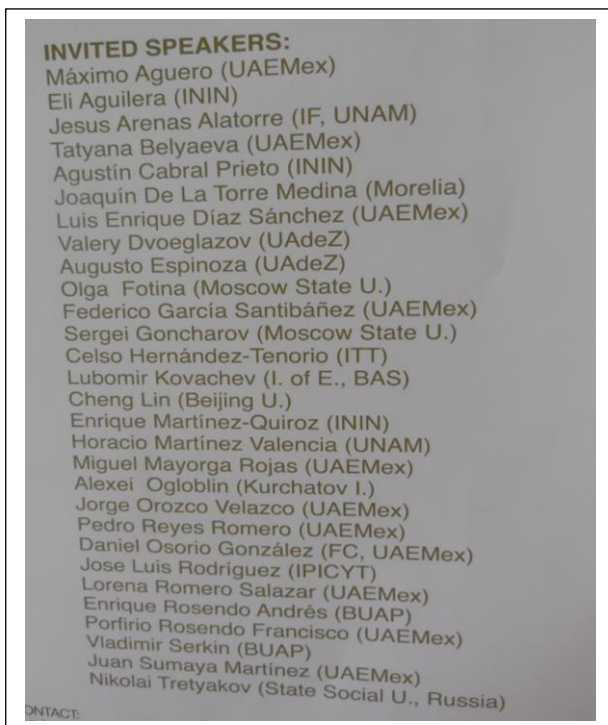 INVITED SPEAKERS:
Máximo Aguero (UAEMex)
Eli Aguilera (ININ)
Jesus Arenas Alatorre (IF, UNAM)
Tatyana Belyaeva (UAEMex)
Agustín Cabral Prieto (ININ)
Joaquín De La Torre Medina (Morelia)
Luis Enrique Díaz Sánchez (UAEMex)
Valery Dvoeglazov (UAdeZ)
Augusto Espinoza (UAdeZ)
Olga Fotina (Moscow State U.)
Federico García Santibáñez (UAEMex)
Sergei Goncharov (Moscow State U.)
Celso Hernández-Tenorio (ITT)
Lubomir Kovachev (I. of E., BAS)
Cheng Lin (Beijing U.)
Enrique Martínez-Quiroz (ININ)
Horacio Martínez Valencia (UNAM)
Miguel Mayorga Rojas (UAEMex)
Alexei Ogloblin (Kurchatov I.)
Jorge Orozco Velazco (UAEMex)
Pedro Reyes Romero (UAEMex)
Daniel Osorio González (FC, UAEMex)
Jose Luis Rodríguez (IPICYT)
Lorena Romero Salazar (UAEMex)
Enrique Rosendo Andrés (BUAP)
Porfirio Rosendo Francisco (UAEMex)
Vladimir Serkin (BUAP)
Juan Sumaya Martínez (UAEMex)
Nikolai Tretyakov (State Social U., Russia)
ONTACT: